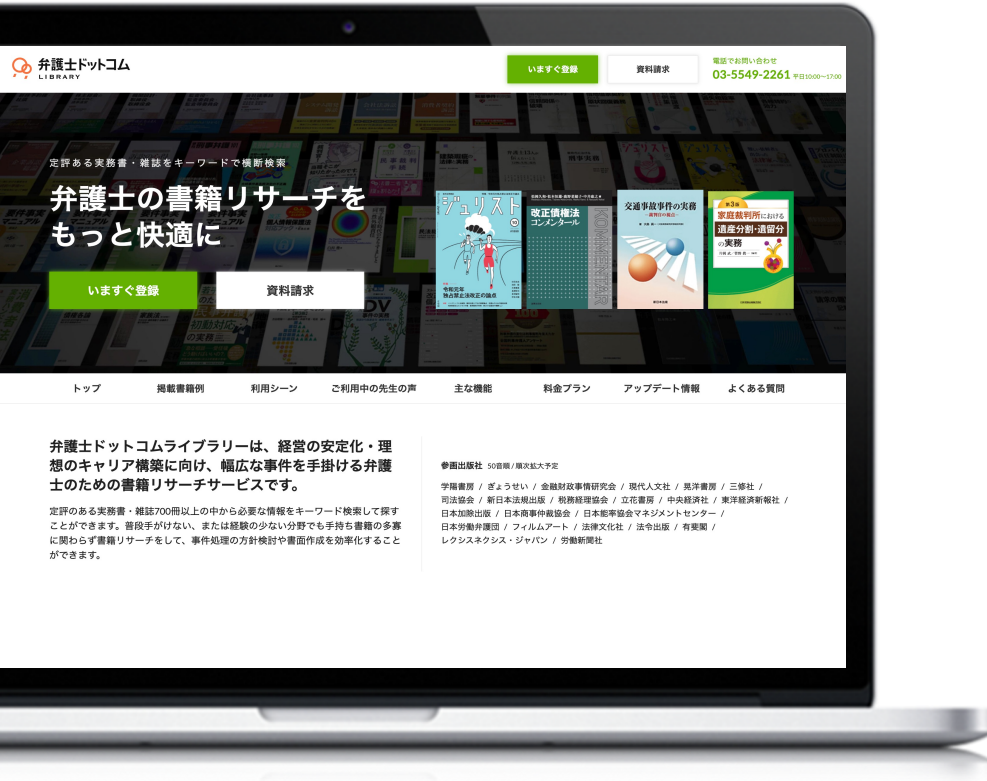 弁護士ドットコム
LIBRARY
いますぐ登録
資料請求
電話でお問い合わせ
03-5549-2261 平日10:00〜17:00
定評ある実務書・雑誌をキーワードで横断検索
弁護士の書籍リサーチを
もっと快適に
いますぐ登録
資料請求
ジュリスト
令和元年
独占禁止法改正の論点
改正債権法
コンメンタール
KOMMENTAR
交通事故事件の実務
第3版
家庭裁判所における
遺産分割・遺留分
の実務
DV
初動対応
の実務
トップ
掲載書籍例
利用シーン
ご利用中の先生の声
主な機能
料金プラン
アップデート情報
よくある質問
弁護士ドットコムライブラリーは、経営の安定化・理
想のキャリア構築に向け、幅広な事件を手掛ける弁護
士のための書籍リサーチサービスです。
定評のある実務書・雑誌700冊以上の中から必要な情報をキーワード検索して探す
ことができます。普段手がけない、または経験の少ない分野でも手持ち書籍の多寡
に関わらず書籍リサーチをして、事件処理の方針検討や書面作成を効率化すること
ができます。
参画出版社 50音順 / 順次拡大予定
学陽書房 / ぎょうせい / 金融財政事情研究会 / 現代人文社 / 晃洋書房 / 三修社 /
司法協会 / 新日本法規出版 / 税務経理協会 / 立花書房 / 中央経済社 / 東洋経済新報社 /
日本加除出版 / 日本商事仲裁協会 / 日本能率協会マネジメントセンター /
日本労働弁護団 / フィルムアート / 法律文化社 / 法令出版 / 有斐閣 /
レクシスネクシス・ジャパン / 労働新聞社